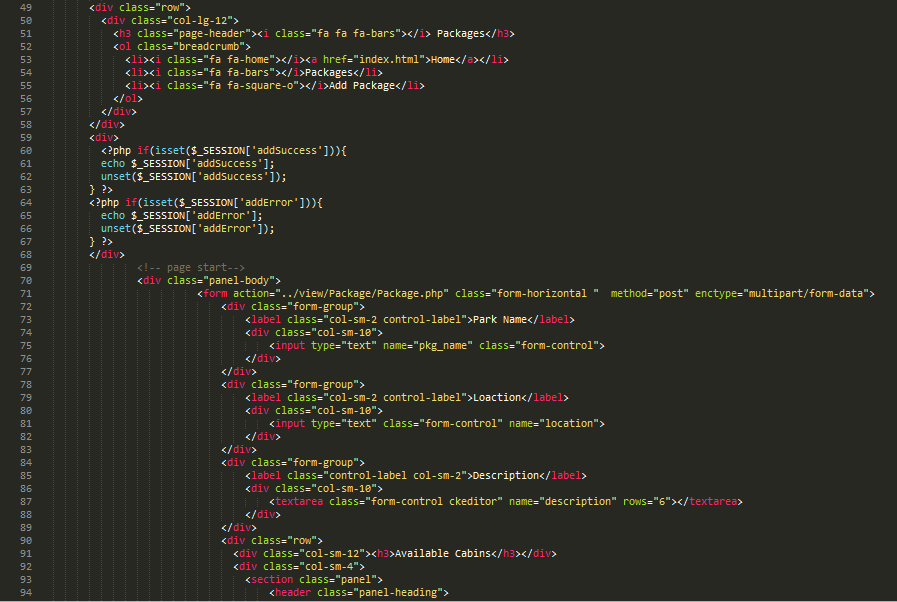 49 <div class="row">
50 <div class="col-lg-12">
51 <h3 class="page-header"><i class="fa fa fa-bars"></i> Packages</h3>
52 <ol class="breadcrumb">
53 <li><i class="fa fa-home"></i><a href="index.html">Home</a></li>
54 <li><i class="fa fa-bars"></i>Packages</li>
55 <li><i class="fa fa-square-o"></i>Add Package</li>
56 </ol>
57 </div>
58 </div>
59 <div>
60 <?php if(isset($_SESSION['addSuccess'])){
61 echo $_SESSION['addSuccess'];
62 unset($_SESSION['addSuccess']);
63 } ?>
64 <?php if(isset($_SESSION['addError'])){
65 echo $_SESSION['addError'];
66 unset($_SESSION['addError']);
67 } ?>
68 </div>
69 <!-- page start-->
70 <div class="panel-body">
71 <form action="../view/Package/Package.php" class="form-horizontal "  method="post" enctype="multipart/form-data">
72 <div class="form-group">
73 <label class="col-sm-2 control-label">Park Name</label>
74 <div class="col-sm-10">
75 <input type="text" name="pkg_name" class="form-control">
76 </div>
77 </div>
78 <div class="form-group">
79 <label class="col-sm-2 control-label">Loaction</label>
80 <div class="col-sm-10">
81 <input type="text" class="form-control" name="location">
82 </div>
83 </div>
84 <div class="form-group">
85 <label class="control-label col-sm-2">Description</label>
86 <div class="col-sm-10">
87 <textarea class="form-control ckeditor" name="description" rows="6"></textarea>
88 </div>
89 </div>
90 <div class="row">
91 <div class="col-sm-12"><h3>Available Cabins</h3></div>
92 <div class="col-sm-4">
93 <section class="panel">
94 <header class="panel-heading">